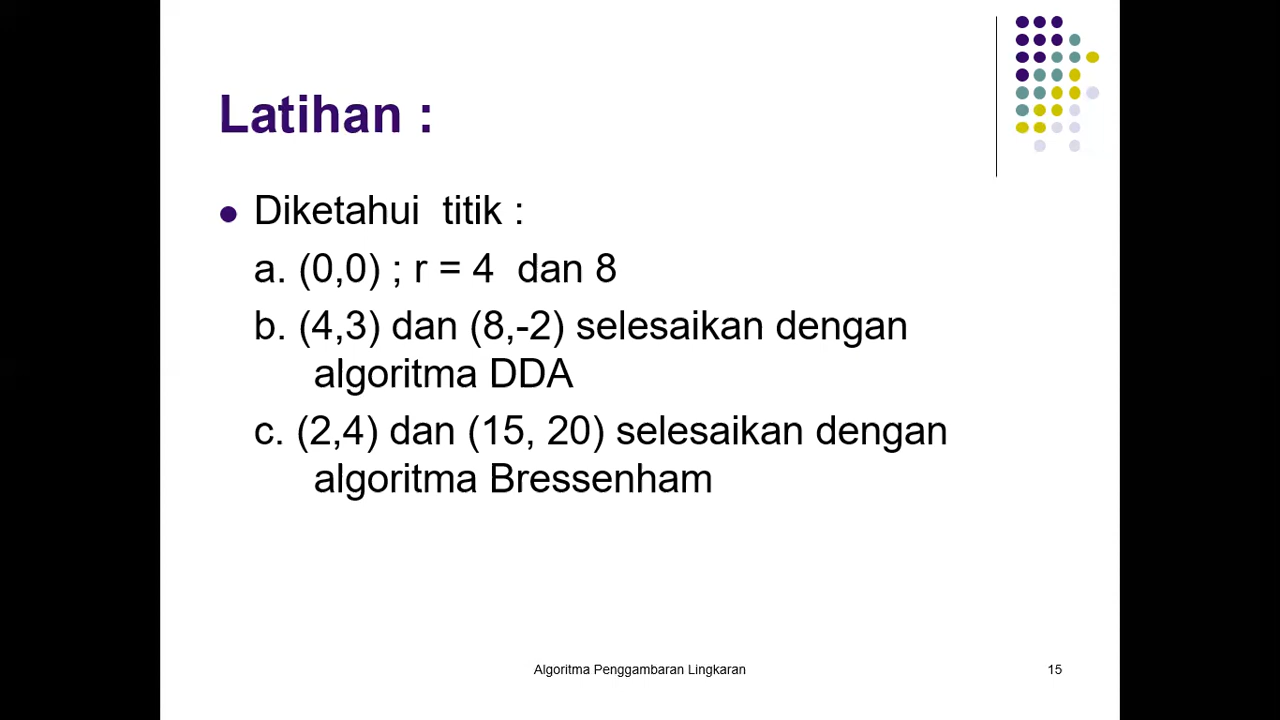 Latihan :
Diketahui titik :
a. (0,0) ; r = 4 dan 8
b. (4,3) dan (8,-2) selesaikan dengan
algoritma DDA
c. (2,4) dan (15, 20) selesaikan dengan
algoritma Bressenham
Algoritma Penggambaran Lingkaran
15